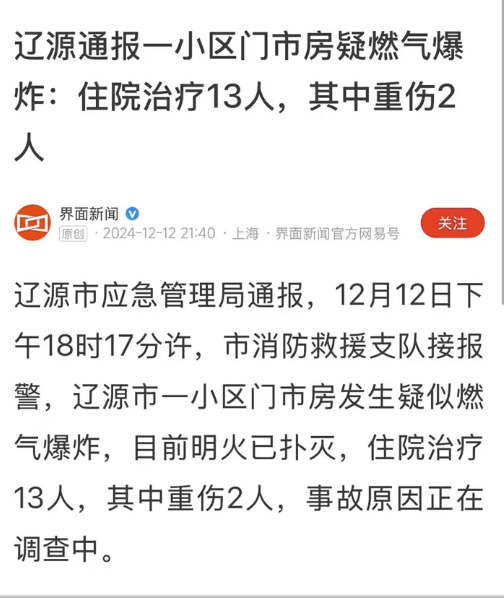 辽源通报一小区门市房疑燃气爆
炸：住院治疗13人，其中重伤2
人
界面新闻
原创 · 2024-12-12 21:40 · 上海 · 界面新闻官方网易号
关注
辽源市应急管理局通报，12月12日下
午18时17分许，市消防救援支队接报
警，辽源市一小区门市房发生疑似燃
气爆炸，目前明火已扑灭，住院治疗
13人，其中重伤2人，事故原因正在
调查中。